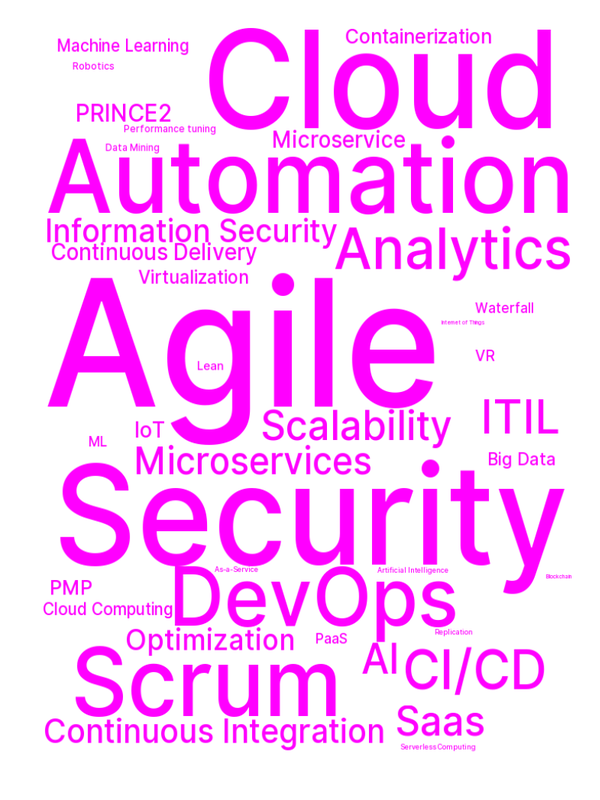 Cloud
Containerization
Machine Learning
Robotics
PRINCE2
Performance tuning
Microservice
Data Mining
Automation
Information Security
Analytics
Continuous Delivery
Virtualization
Agile
Waterfall
Internet of Things
VR
Lean
ITIL
Scalability
IoT
ML
Microservices
Big Data
Security
As-a-Service
Artificial Intelligence
Blockchain
DevOps
PMP
Cloud Computing
Replication
Optimization
PaaS
AI
CI/CD
Scrum
Saas
Continuous Integration
Serverless Computing